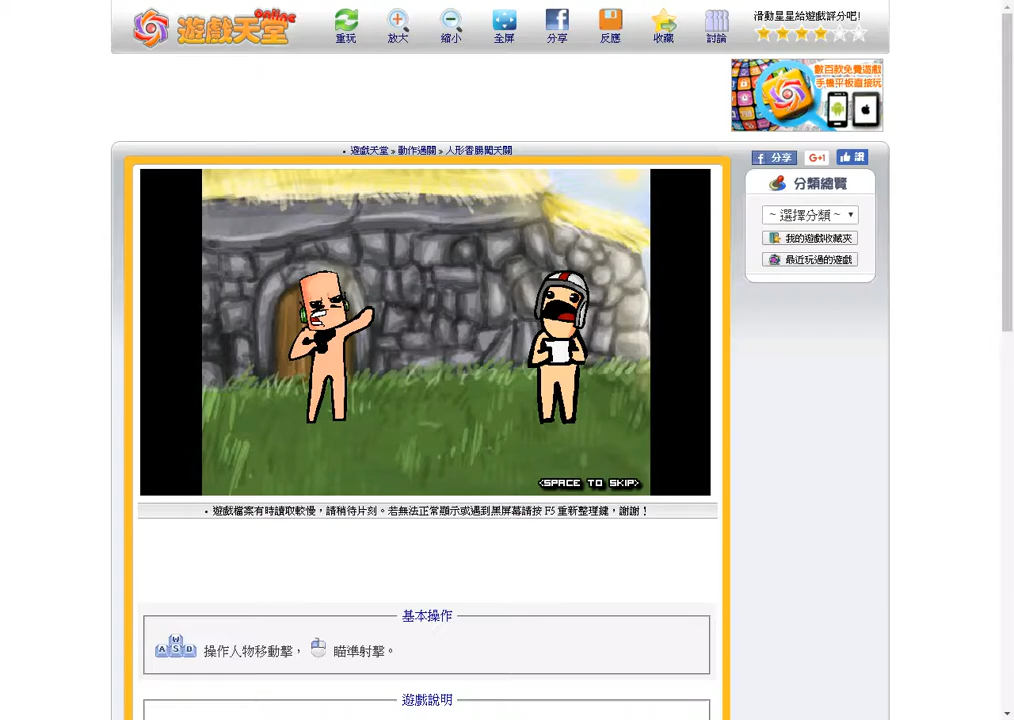 遊戲天堂 online
重玩
放大
縮小
全屏
分享
反應
收藏
討論
滑動星星給遊戲評分吧!
數百款免費遊戲
手機平板直接玩
• 遊戲天堂 » 動作過關 » 人形香腸闖天關
f 分享
G+1
讚
分類總覽
~ 選擇分類 ~
我的遊戲收藏夾
最近玩過的遊戲
<SPACE TO SKIP>
• 遊戲檔案有時讀取較慢，請稍待片刻。若無法正常顯示或遇到黑屏幕請按 F5 重新整理鍵，謝謝！
基本操作
W
A S D 操作人物移動擊， 瞄準射擊。
遊戲說明